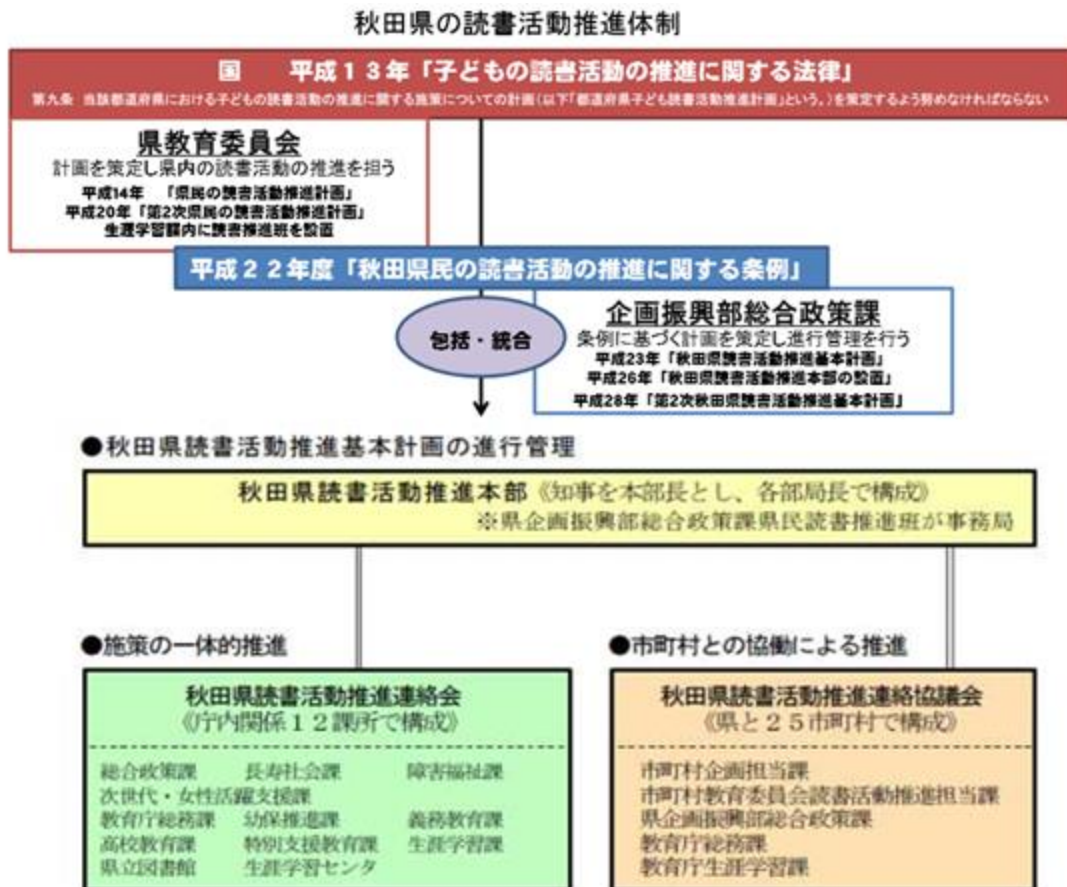 秋田県の読書活動推進体制
国　平成13年「子どもの読書活動の推進に関する法律」
第九条　当該都道府県における子どもの読書活動の推進に関する施策についての計画(以下「都道府県子ども読書活動推進計画」という。)を策定するよう努めなければならない
県教育委員会
計画を策定し県内の読書活動の推進を担う
平成14年　「県民の読書活動推進計画」
平成20年「第2次県民の読書活動推進計画」
生涯学習課内に読書推進班を設置
平成22年度「秋田県民の読書活動の推進に関する条例」
包括・統合
企画振興部総合政策課
条例に基づく計画を策定し進行管理を行う
平成23年「秋田県読書活動推進基本計画」
平成26年「秋田県読書活動推進本部の設置」
平成28年「第2次秋田県読書活動推進基本計画」
●秋田県読書活動推進基本計画の進行管理
秋田県読書活動推進本部《知事を本部長とし、各部局長で構成》
※県企画振興部総合政策課県民読書推進班が事務局
●施策の一体的推進
秋田県読書活動推進連絡会
《庁内関係12課所で構成》
総合政策課　長寿社会課　障害福祉課
次世代・女性活躍支援課
教育庁総務課　幼保推進課　義務教育課
高校教育課　特別支援教育課　生涯学習課
県立図書館　生涯学習センタ
●市町村との協働による推進
秋田県読書活動推進連絡協議会
《県と25市町村で構成》
市町村企画担当課
市町村教育委員会読書活動推進担当課
県企画振興部総合政策課
教育庁総務課
教育庁生涯学習課